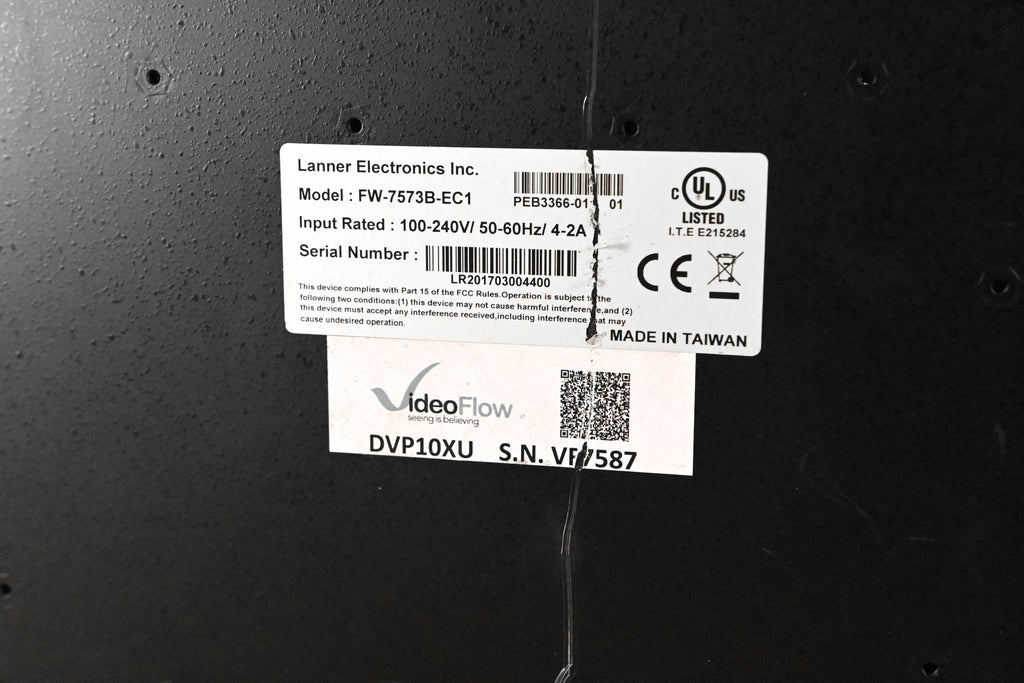 Lanner Electronics Inc.
Model : FW-7573B-EC1
PEB3366-01 01
Input Rated : 100-240V/ 50-60Hz/ 4-2A
Serial Number :
LR201703004400
This device complies with Part 15 of the FCC Rules.Operation is subject to the
following two conditions:(1) this device may not cause harmful interference,and (2)
this device must accept any interference received,including interference that may
cause undesired operation.
C UL US
LISTED
I.T.E E215284
CE
MADE IN TAIWAN
VideoFlow
seeing is believing
DVP10XU S.N. VF7587